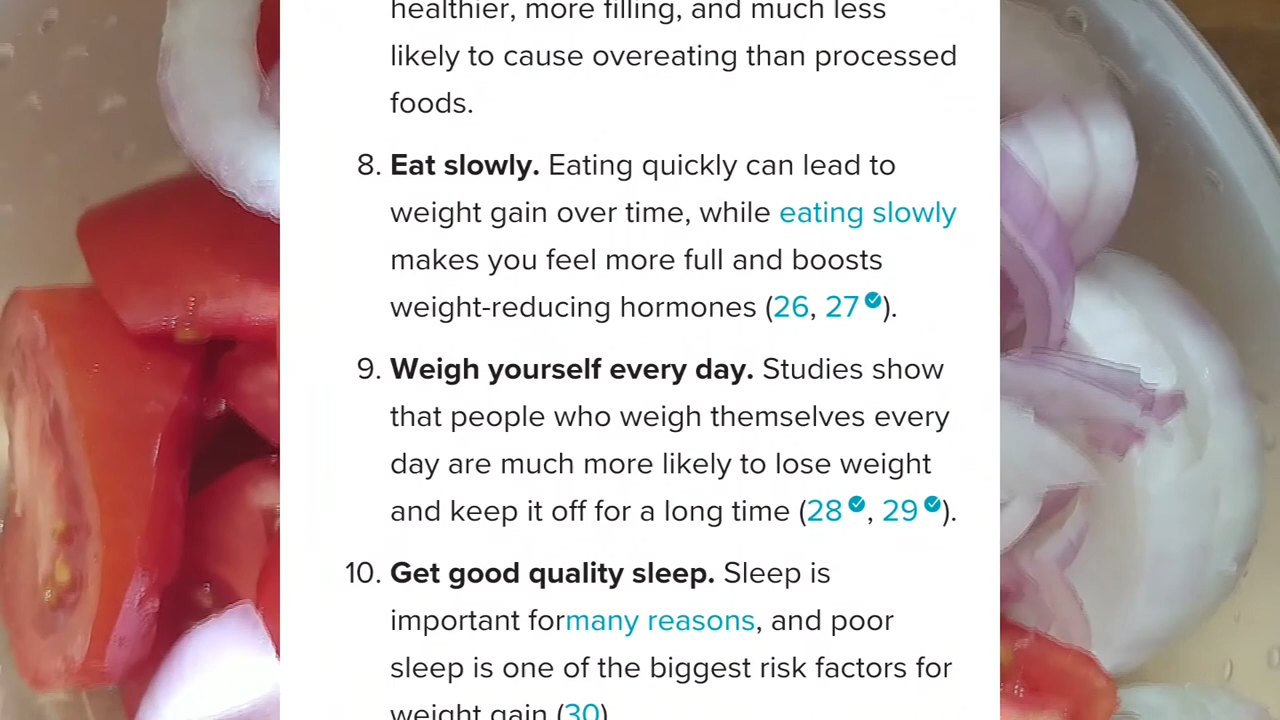 healthier, more filling, and much less
likely to cause overeating than processed
foods.
8. Eat slowly. Eating quickly can lead to
weight gain over time, while eating slowly
makes you feel more full and boosts
weight-reducing hormones (26, 27).
9. Weigh yourself every day. Studies show
that people who weigh themselves every
day are much more likely to lose weight
and keep it off for a long time (28, 29).
10. Get good quality sleep. Sleep is
important formany reasons, and poor
sleep is one of the biggest risk factors for
weight gain (30)